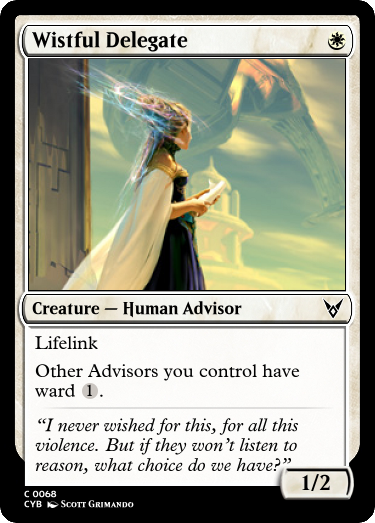 Wistful Delegate
Creature — Human Advisor
Lifelink
Other Advisors you control have
ward 1.
“I never wished for this, for all this
violence. But if they won’t listen to
reason, what choice do we have?”
1/2
C 0068
CYB Scott Grimando